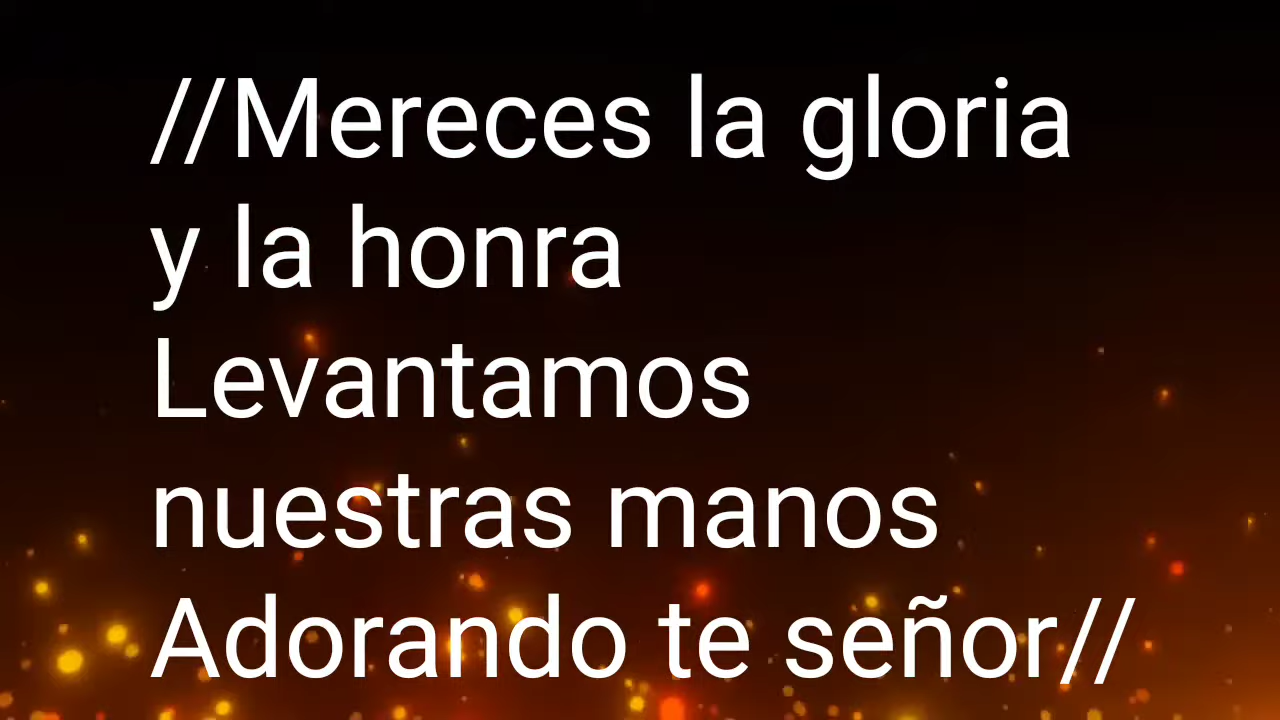 //Mereces la gloria
y la honra
Levantamos
nuestras manos
Adorando te señor//